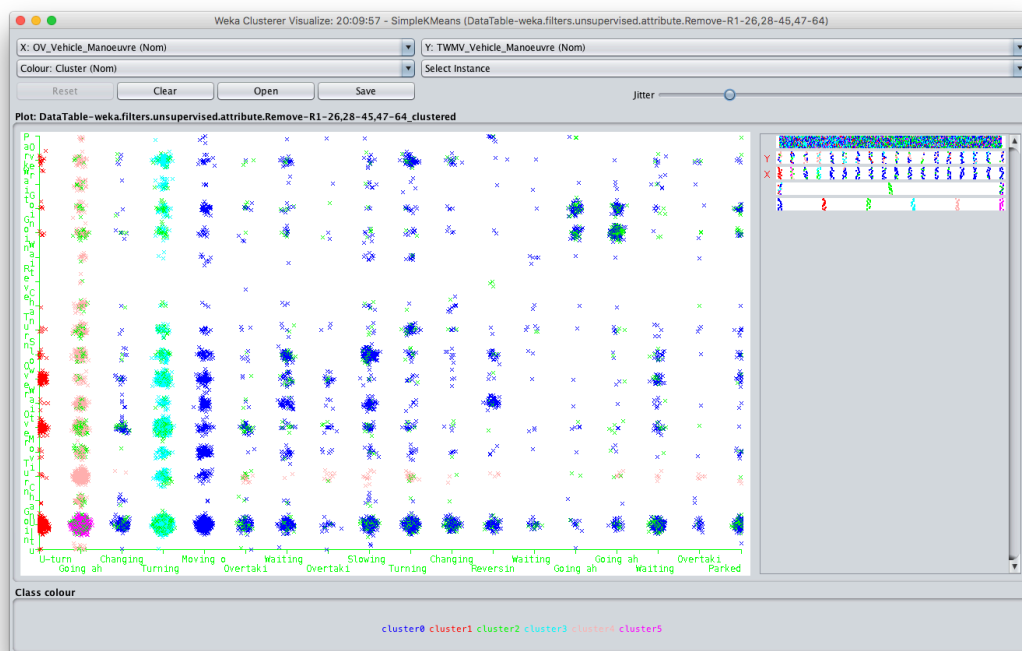 Weka Clusterer Visualize: 20:09:57 - SimpleKMeans (DataTable-weka.filters.unsupervised.attribute.Remove-R1-26,28-45,47-64)
X: OV_Vehicle_Manoeuvre (Nom)
Y: TWMV_Vehicle_Manoeuvre (Nom)
Colour: Cluster (Nom)
Select Instance
Reset
Clear
Open
Save
Jitter
Plot: DataTable-weka.filters.unsupervised.attribute.Remove-R1-26,28-45,47-64_clustered
Y
X
U-turn
Changing
Turning
Moving o
Waiting
Slowing
Changing
Waiting
Going ah
Overtaki
Going ah
Overtaki
Overtaki
Turning
Reversin
Going ah
Waiting
Parked
Class colour
cluster0 cluster1 cluster2 cluster3 cluster4 cluster5